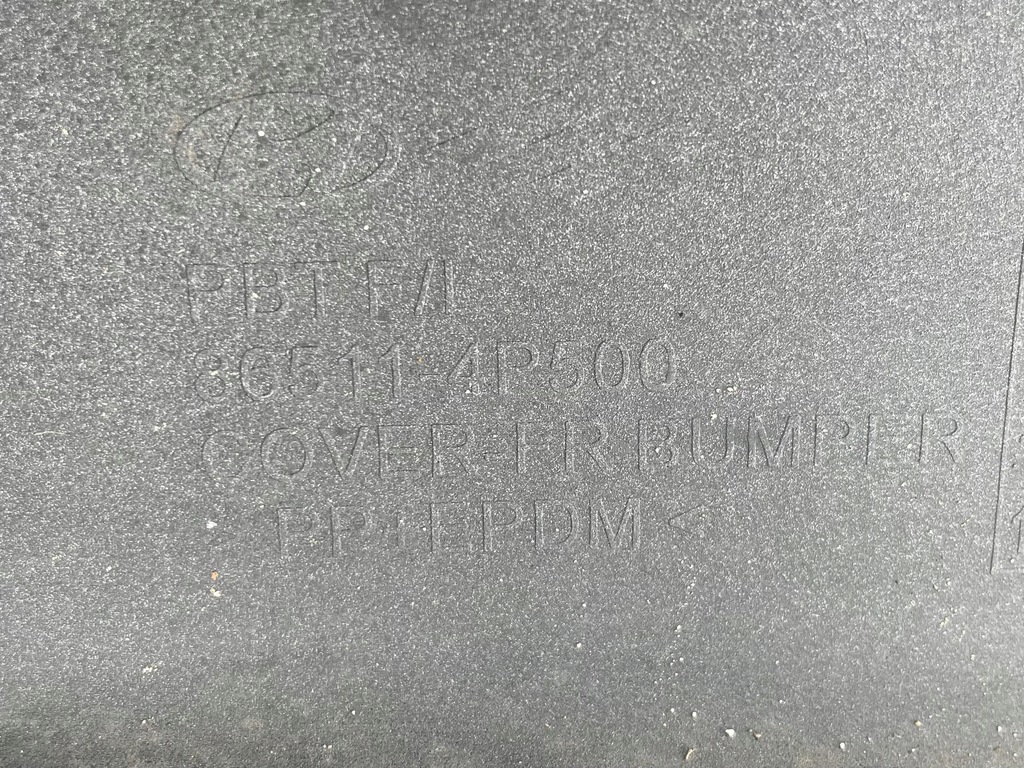 PBT F/L
86511-4P500
COVER-FR BUMPER
PP+EPDM <